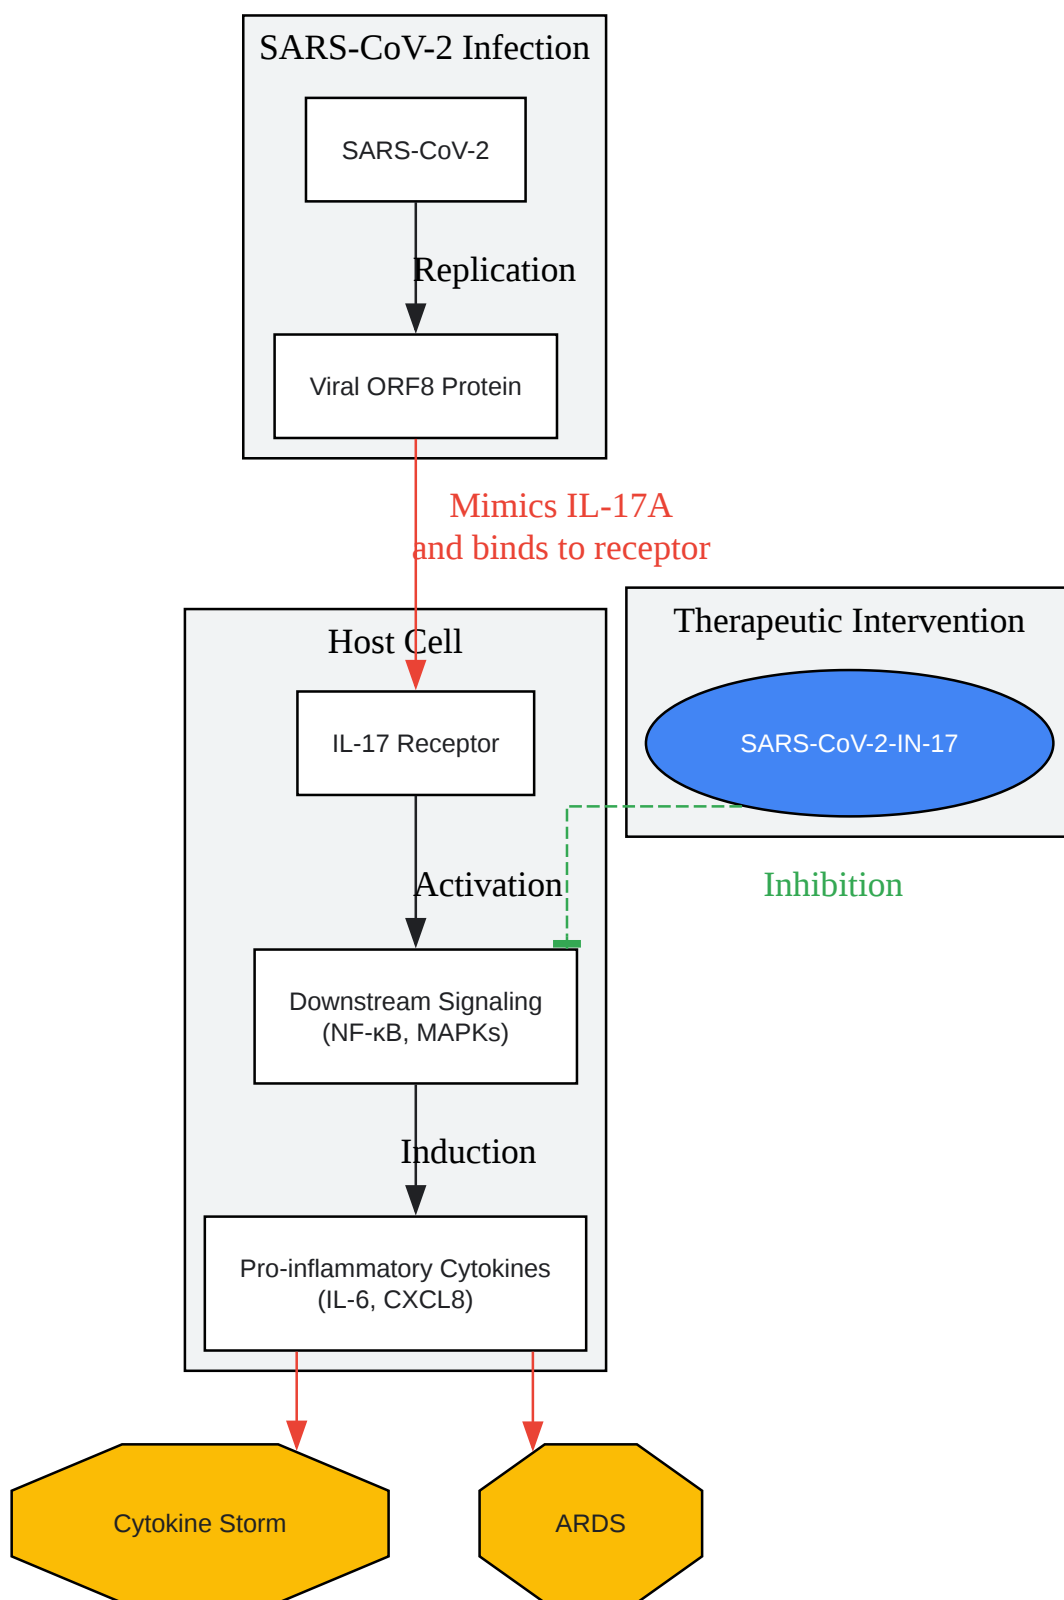 SARS-CoV-2 Infection
SARS-CoV-2
Replication
Viral ORF8 Protein
Mimics IL-17A
and binds to receptor
Host Cell
IL-17 Receptor
Therapeutic Intervention
SARS-CoV-2-IN-17
Activation
Inhibition
Downstream Signaling
(NF-κB, MAPKs)
Induction
Pro-inflammatory Cytokines
(IL-6, CXCL8)
Cytokine Storm
ARDS